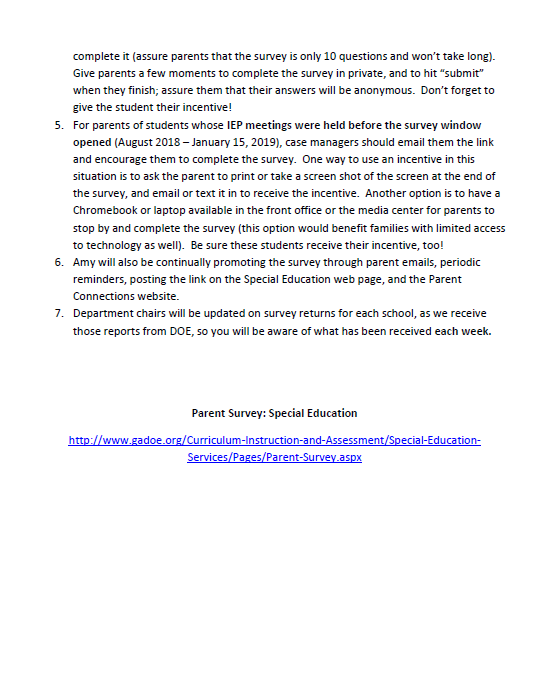 complete it (assure parents that the survey is only 10 questions and won't take long).
Give parents a few moments to complete the survey in private, and to hit "submit"
when they finish; assure them that their answers will be anonymous.  Don't forget to
give the student their incentive!
5. For parents of students whose IEP meetings were held before the survey window
opened (August 2018 – January 15, 2019), case managers should email them the link
and encourage them to complete the survey.  One way to use an incentive in this
situation is to ask the parent to print or take a screen shot of the screen at the end of
the survey, and email or text it in to receive the incentive.  Another option is to have a
Chromebook or laptop available in the front office or the media center for parents to
stop by and complete the survey (this option would benefit families with limited access
to technology as well).  Be sure these students receive their incentive, too!
6. Amy will also be continually promoting the survey through parent emails, periodic
reminders, posting the link on the Special Education web page, and the Parent
Connections website.
7. Department chairs will be updated on survey returns for each school, as we receive
those reports from DOE, so you will be aware of what has been received each week.
Parent Survey: Special Education
http://www.gadoe.org/Curriculum-Instruction-and-Assessment/Special-Education-
Services/Pages/Parent-Survey.aspx